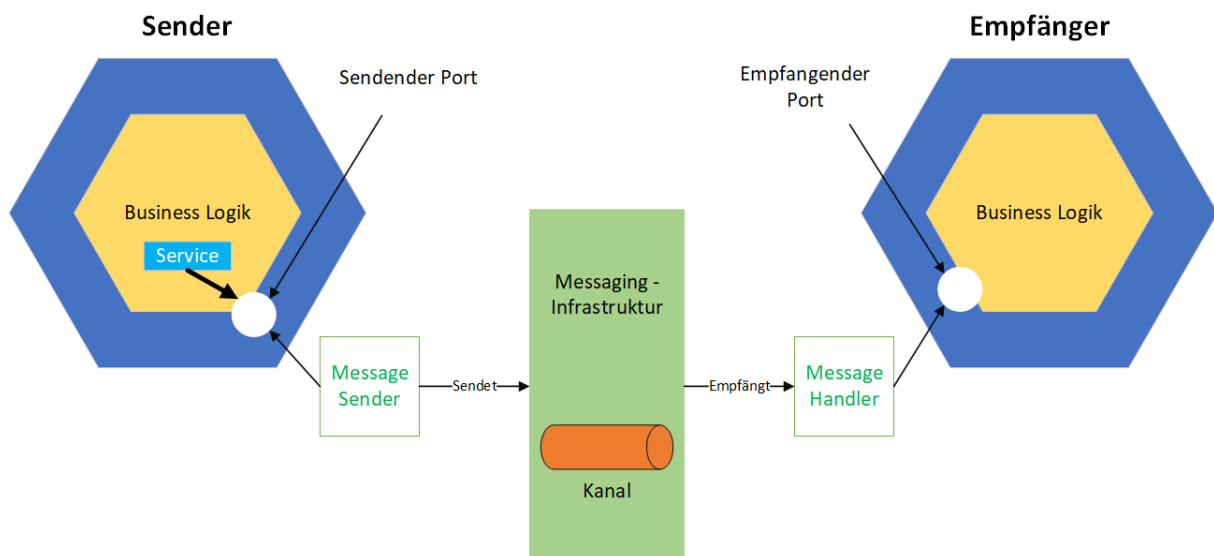 Sender
Empfänger
Sendender Port
Empfangender
Port
Business Logik
Service
Business Logik
Messaging -
Infrastruktur
Message
Sender
Sendet
Empfängt
Message
Handler
Kanal